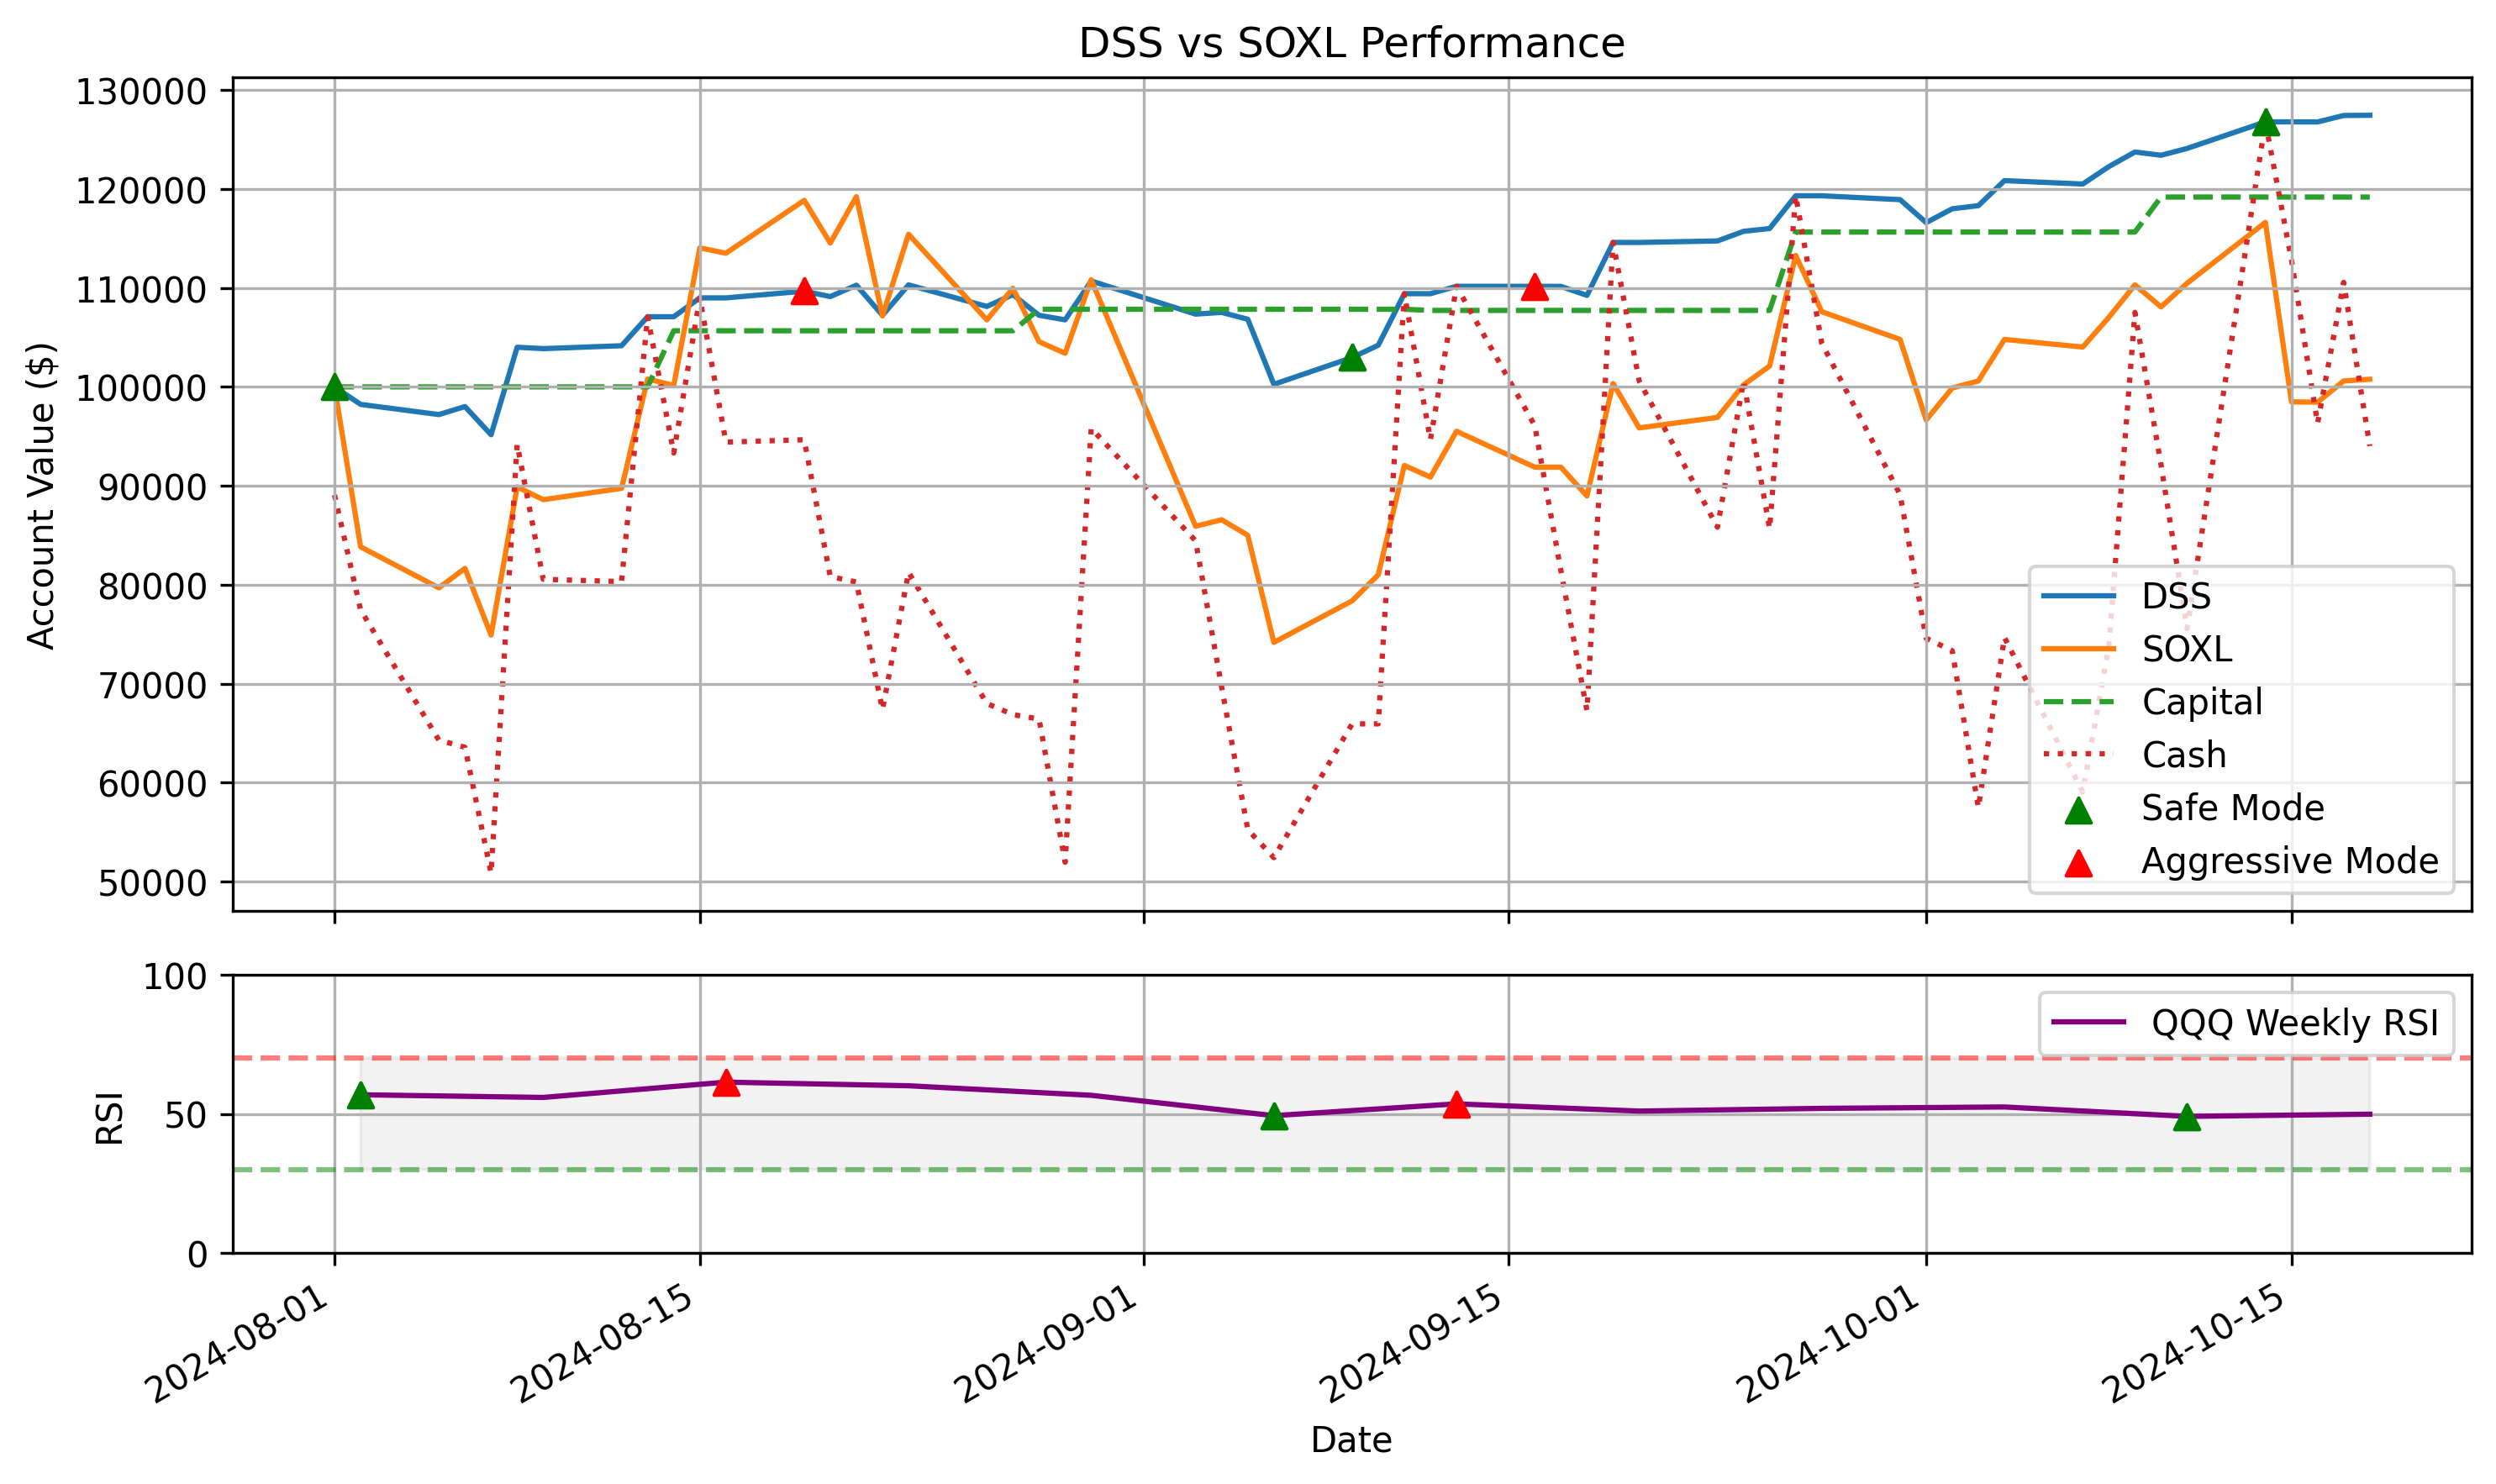 DSS vs SOXL Performance
130000
120000
110000
100000
90000
80000
70000
60000
50000
Account Value ($)
DSS
SOXL
Capital
Cash
Safe Mode
Aggressive Mode
100
50
0
RSI
QQQ Weekly RSI
2024-08-01
2024-08-15
2024-09-01
2024-09-15
2024-10-01
2024-10-15
Date